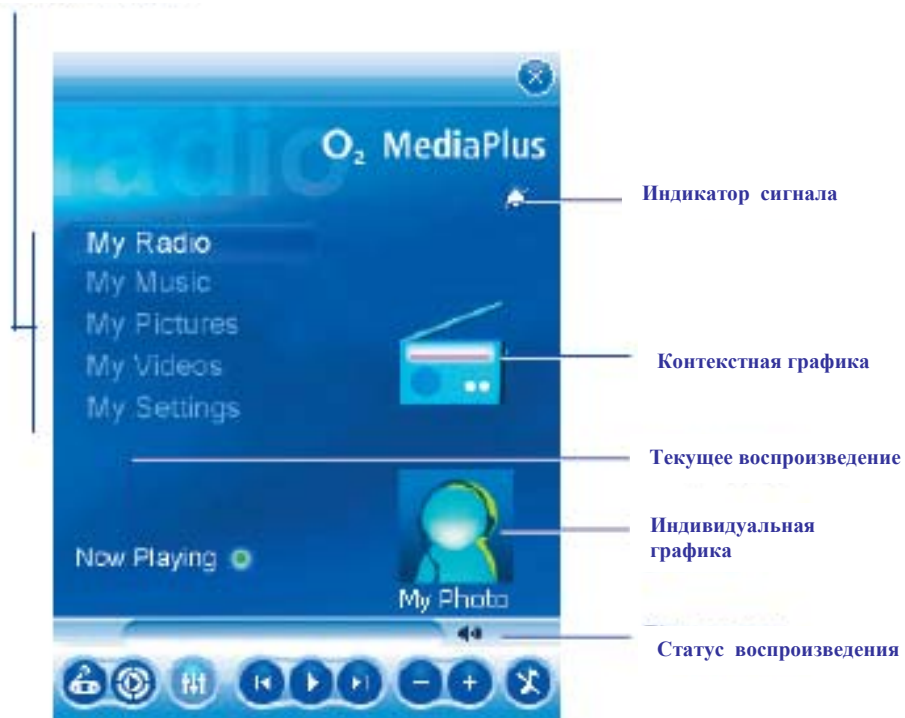 radio
O₂ MediaPlus
Индикатор сигнала
My Radio
My Music
My Pictures
My Videos
My Settings
Контекстная графика
Текущее воспроизведение
Индивидуальная
графика
Now Playing
My Photo
Статус воспроизведения